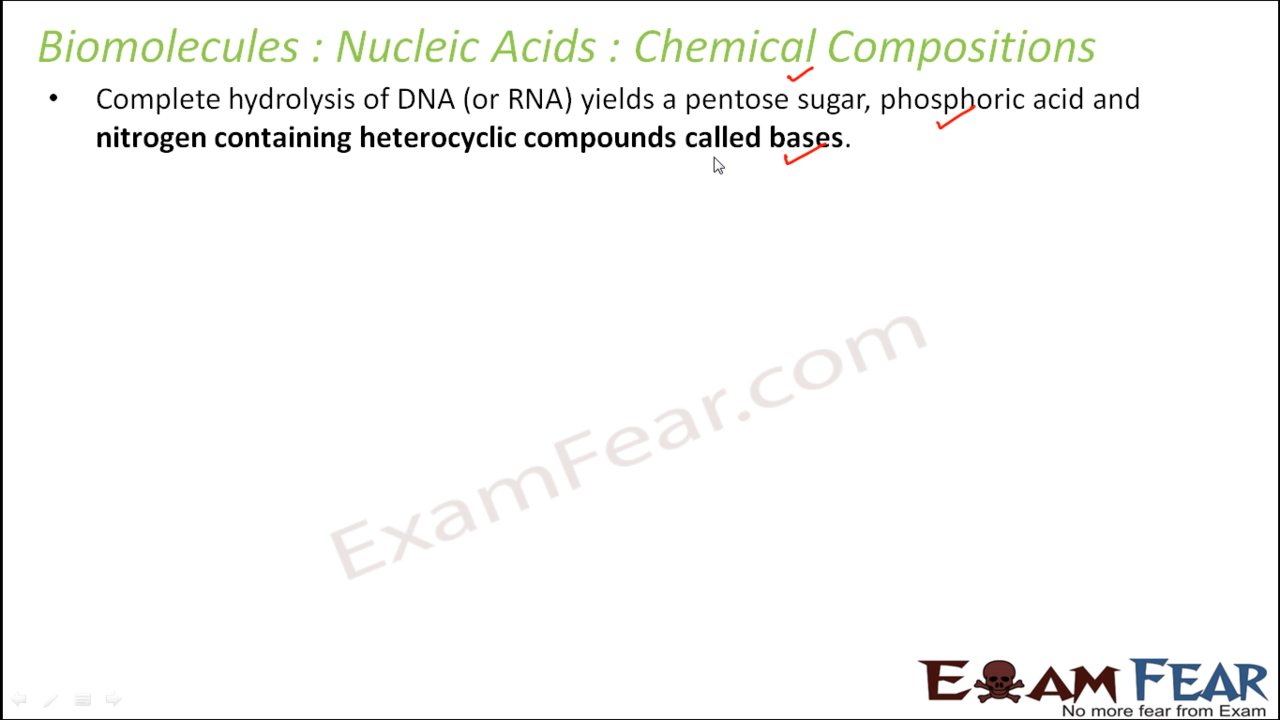 Biomolecules : Nucleic Acids : Chemical Compositions
• Complete hydrolysis of DNA (or RNA) yields a pentose sugar, phosphoric acid and
nitrogen containing heterocyclic compounds called bases.
ExamFear.com
EXAM FEAR
No more fear from Exam